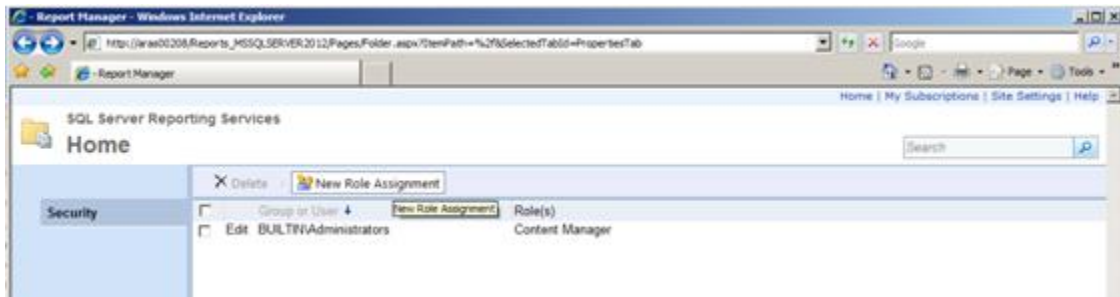 - Report Manager - Windows Internet Explorer
http://aras00208/Reports_MSSQLSERVER2012/Pages/Folder.aspx?ItemPath=%2f&SelectedTabId=PropertiesTab
Google
- Report Manager
Page Tools
Home | My Subscriptions | Site Settings | Help
SQL Server Reporting Services
Home
Search
Delete New Role Assignment
Security
Group or User New Role Assignment Role(s)
Edit BUILTIN\Administrators Content Manager